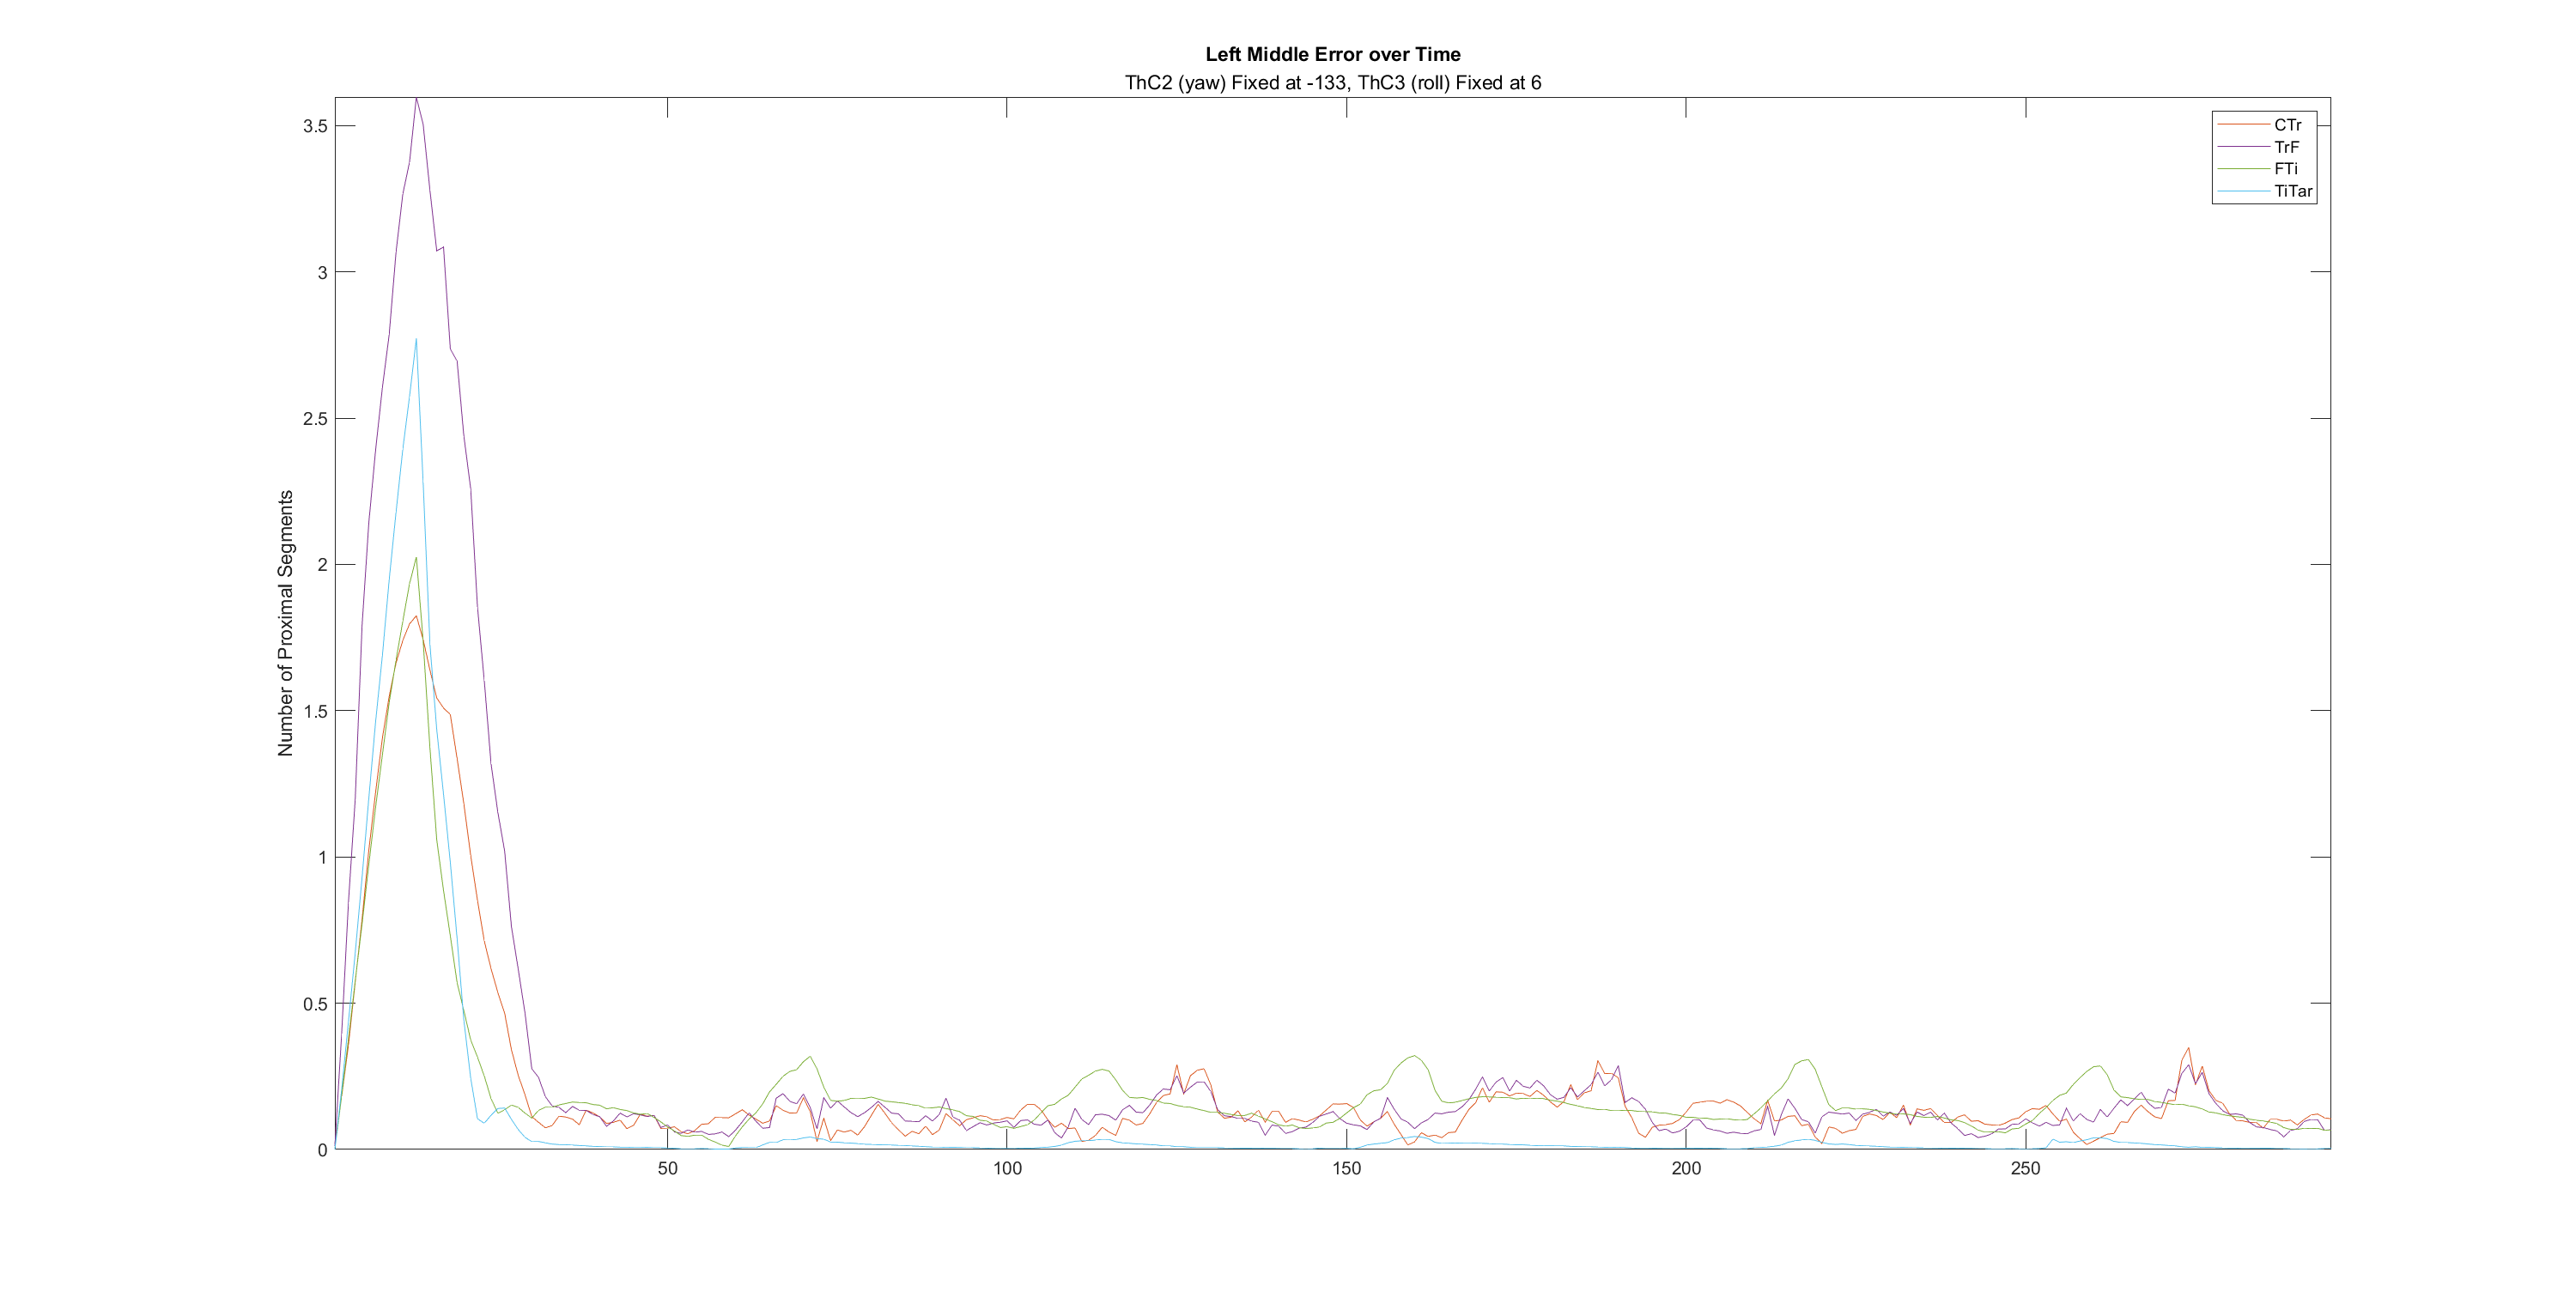 Left Middle Error over Time
ThC2 (yaw) Fixed at -133, ThC3 (roll) Fixed at 6
CTr
TrF
FTi
TiTar
Number of Proximal Segments
3.5
3
2.5
2
1.5
1
0.5
0
50
100
150
200
250